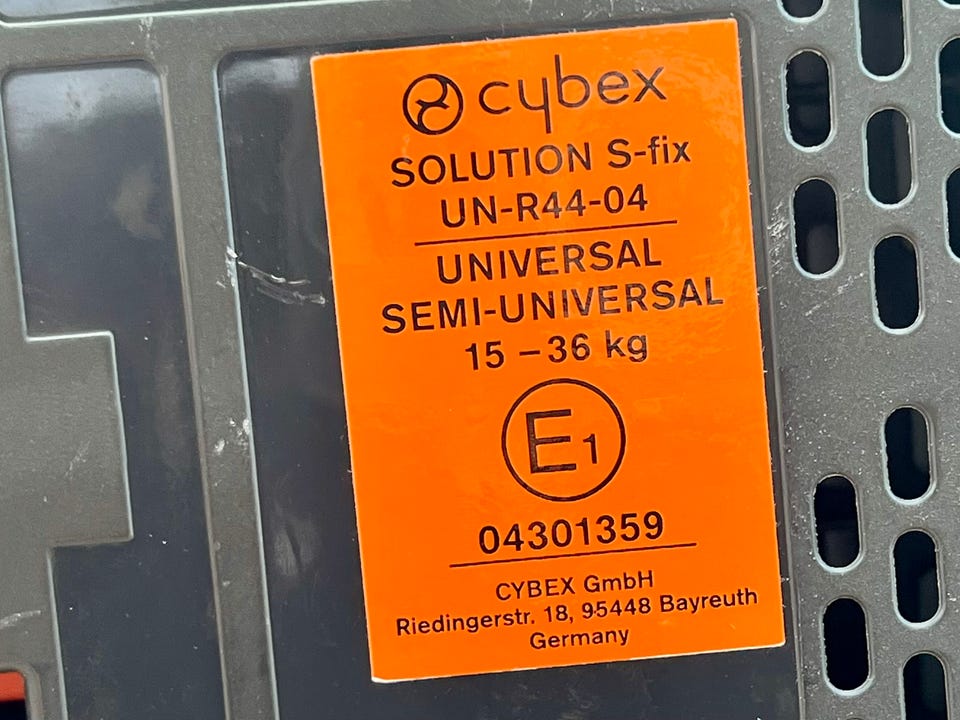 cybex
SOLUTION S-fix
UN-R44-04
UNIVERSAL
SEMI-UNIVERSAL
15 – 36 kg
E1
04301359
CYBEX GmbH
Riedingerstr. 18, 95448 Bayreuth
Germany